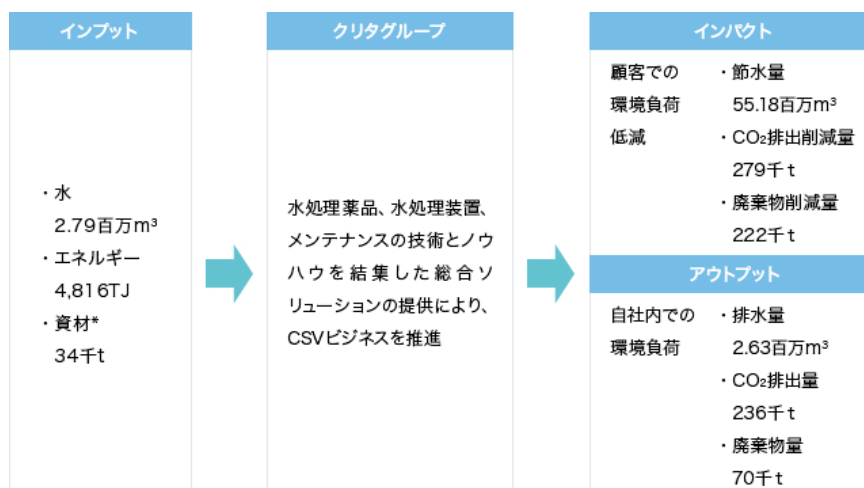 インプット
・水
2.79百万m³
・エネルギー
4,816TJ
・資材*
34千t
クリタグループ
水処理薬品、水処理装置、
メンテナンスの技術とノウ
ハウを結集した総合ソ
リューションの提供により、
CSVビジネスを推進
インパクト
顧客での
環境負荷
低減
・節水量
55.18百万m³
・CO₂排出削減量
279千t
・廃棄物削減量
222千t
アウトプット
自社内での
環境負荷
・排水量
2.63百万m³
・CO₂排出量
236千t
・廃棄物量
70千t